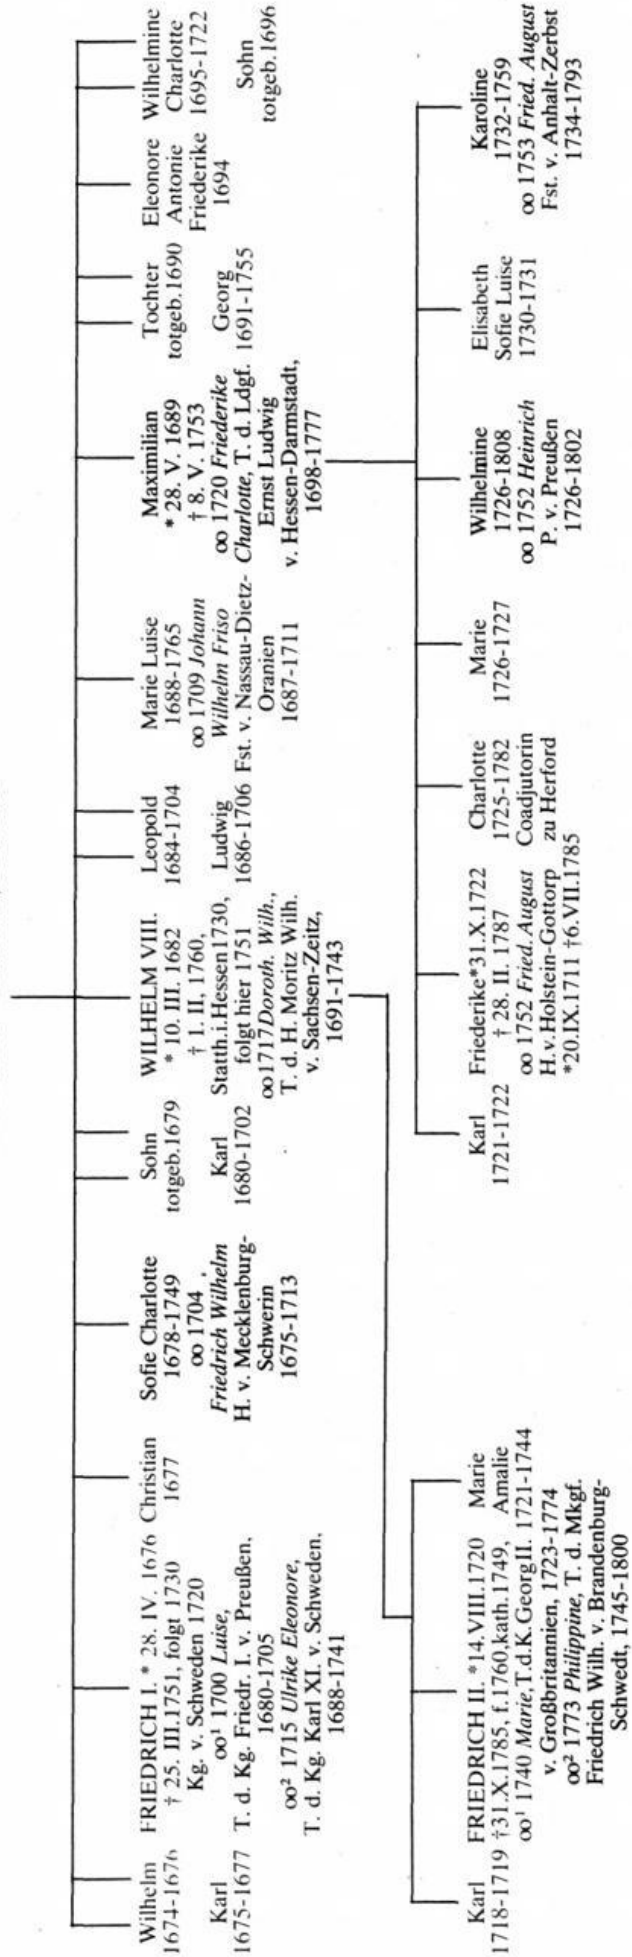 Wilhelm
1674-1676
Karl
1675-1677
FRIEDRICH I. * 28. IV. 1676
† 25. III.1751, folgt 1730
Kg. v. Schweden 1720
oo¹ 1700 Luise,
T. d. Kg. Friedr. I. v. Preußen,
1680-1705
oo² 1715 Ulrike Eleonore,
T. d. Kg. Karl XI. v. Schweden.
1688-1741
Christian
1677
Sofie Charlotte
1678-1749
oo 1704
Friedrich Wilhelm
H. v. Mecklenburg-
Schwerin
1675-1713
Sohn
totgeb.1679
Karl
1680-1702
WILHELM VIII.
* 10. III. 1682
† 1. II, 1760,
Statth.i.Hessen1730,
folgt hier 1751
oo1717Doroth. Wilh.,
T. d. H. Moritz Wilh.
v. Sachsen-Zeitz,
1691-1743
Leopold
1684-1704
Ludwig
1686-1706
Marie Luise
1688-1765
oo 1709 Johann
Wilhelm Friso
Fst. v. Nassau-Dietz-
Oranien
1687-1711
Maximilian
* 28. V. 1689
† 8. V. 1753
oo 1720 Friederike
Charlotte, T. d. Ldgf.
Ernst Ludwig
v. Hessen-Darmstadt,
1698-1777
Tochter
totgeb.1690
Georg
1691-1755
Eleonore
Antonie
Friederike
1694
Wilhelmine
Charlotte
1695-1722
Sohn
totgeb.1696
Karl
1718-1719
FRIEDRICH II. *14.VIII.1720
†31.X.1785, f.1760,kath.1749,
oo¹ 1740 Marie,T.d.K.GeorgII.
v. Großbritannien, 1723-1774
oo² 1773 Philippine, T. d. Mkgf.
Friedrich Wilh. v. Brandenburg-
Schwedt, 1745-1800
Marie
Amalie
1721-1744
Karl
1721-1722
Friederike*31.X.1722
† 28. II. 1787
oo 1752 Fried. August
H.v.Holstein-Gottorp
*20.IX.1711 †6.VII.1785
Charlotte
1725-1782
Coadjutorin
zu Herford
Marie
1726-1727
Wilhelmine
1726-1808
oo 1752 Heinrich
P. v. Preußen
1726-1802
Elisabeth
Sofie Luise
1730-1731
Karoline
1732-1759
oo 1753 Fried. August
Fst. v. Anhalt-Zerbst
1734-1793